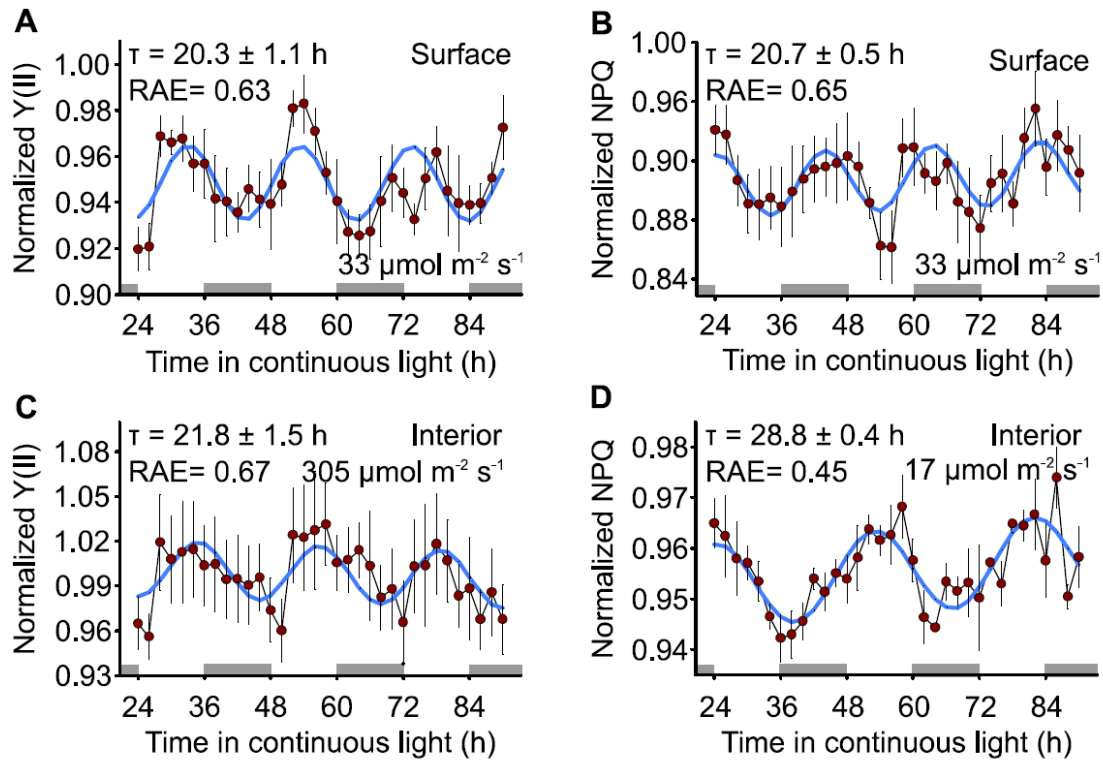 A
τ = 20.3 ± 1.1 h
Surface
RAE= 0.63
Normalized Y(II)
1.00
0.98
0.96
0.94
0.92
0.90
33 µmol m⁻² s⁻¹
24 36 48 60 72 84
Time in continuous light (h)
B
τ = 20.7 ± 0.5 h
Surface
RAE= 0.65
Normalized NPQ
1.00
0.96
0.90
0.88
0.84
33 µmol m⁻² s⁻¹
24 36 48 60 72 84
Time in continuous light (h)
C
τ = 21.8 ± 1.5 h
Interior
RAE= 0.67
305 µmol m⁻² s⁻¹
Normalized Y(II)
1.08
1.05
1.02
0.99
0.96
0.93
24 36 48 60 72 84
Time in continuous light (h)
D
τ = 28.8 ± 0.4 h
Interior
RAE= 0.45
17 µmol m⁻² s⁻¹
Normalized NPQ
0.98
0.97
0.96
0.95
0.94
24 36 48 60 72 84
Time in continuous light (h)